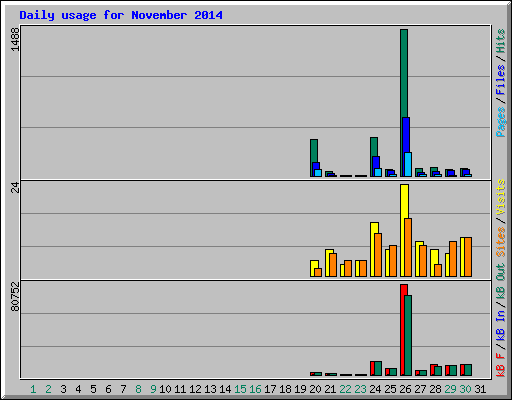 Daily usage for November 2014
1488
24
80752
Pages / Files / Hits
Sites / Visits
kB F / kB In / kB Out
1 2 3 4 5 6 7 8 9 10 11 12 13 14 15 16 17 18 19 20 21 22 23 24 25 26 27 28 29 30 31